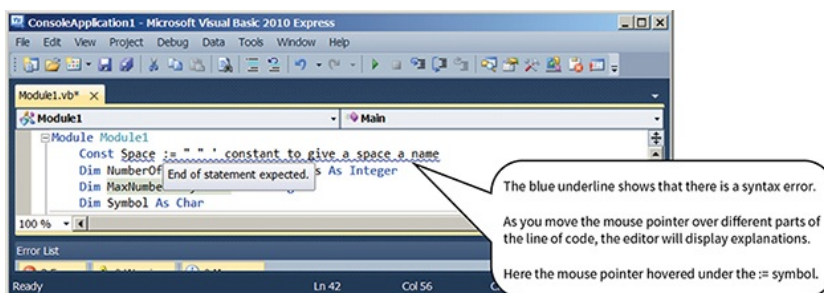 ConsoleApplication1 - Microsoft Visual Basic 2010 Express
File Edit View Project Debug Data Tools Window Help
Module1.vb*
Module1 Main
Module Module1
Const Space := " " ' constant to give a space a name
Dim NumberOf s As Integer
End of statement expected.
Dim MaxNumbe
Dim Symbol As Char
100 %
Error List
Ready Ln 42 Col 56
The blue underline shows that there is a syntax error.
As you move the mouse pointer over different parts of
the line of code, the editor will display explanations.
Here the mouse pointer hovered under the := symbol.